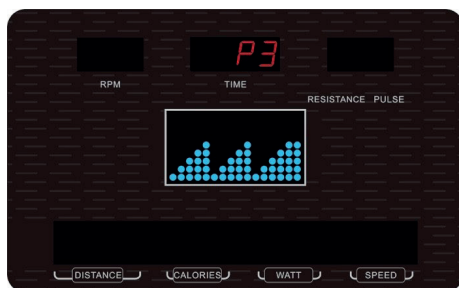 P3
RPM
TIME
RESISTANCE PULSE
DISTANCE
CALORIES
WATT
SPEED